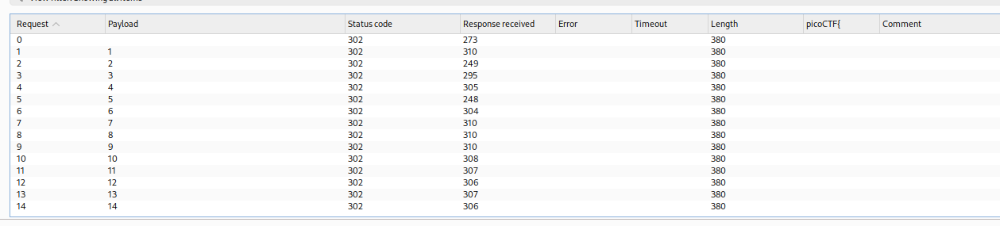 Request Payload Status code Response received Error Timeout Length picoCTF{ Comment
0 302 273 380
1 1 302 310 380
2 2 302 249 380
3 3 302 295 380
4 4 302 305 380
5 5 302 248 380
6 6 302 304 380
7 7 302 310 380
8 8 302 310 380
9 9 302 310 380
10 10 302 308 380
11 11 302 307 380
12 12 302 306 380
13 13 302 307 380
14 14 302 306 380